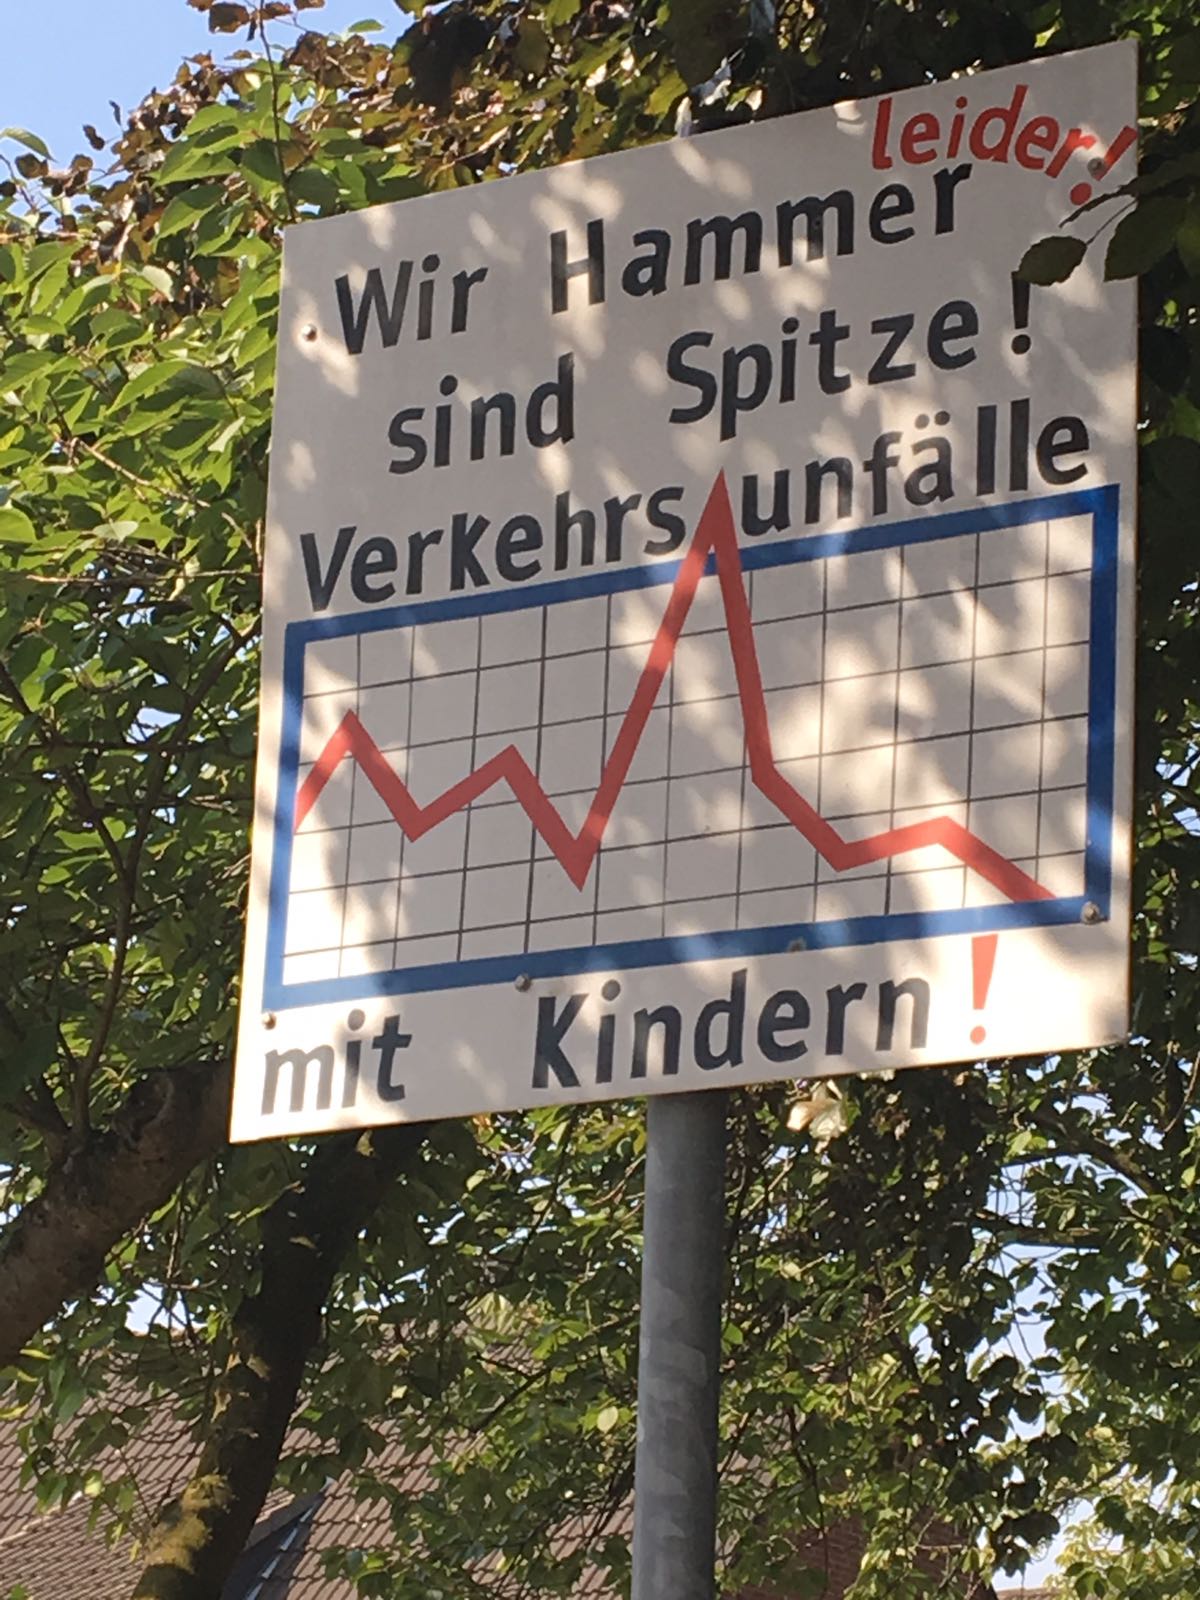 leider!
Wir Hammer
sind Spitze!
Verkehrsunfälle
mit Kindern!